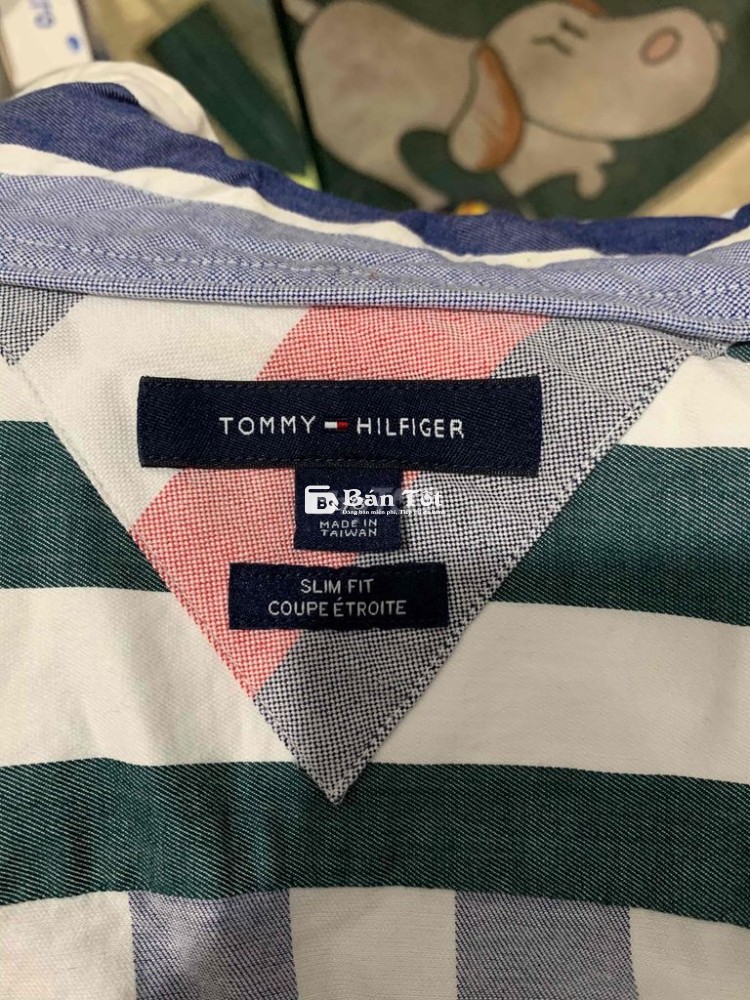 TOMMY HILFIGER
Bán Tốt
MADE IN
TAIWAN
SLIM FIT
COUPE ÉTROITE